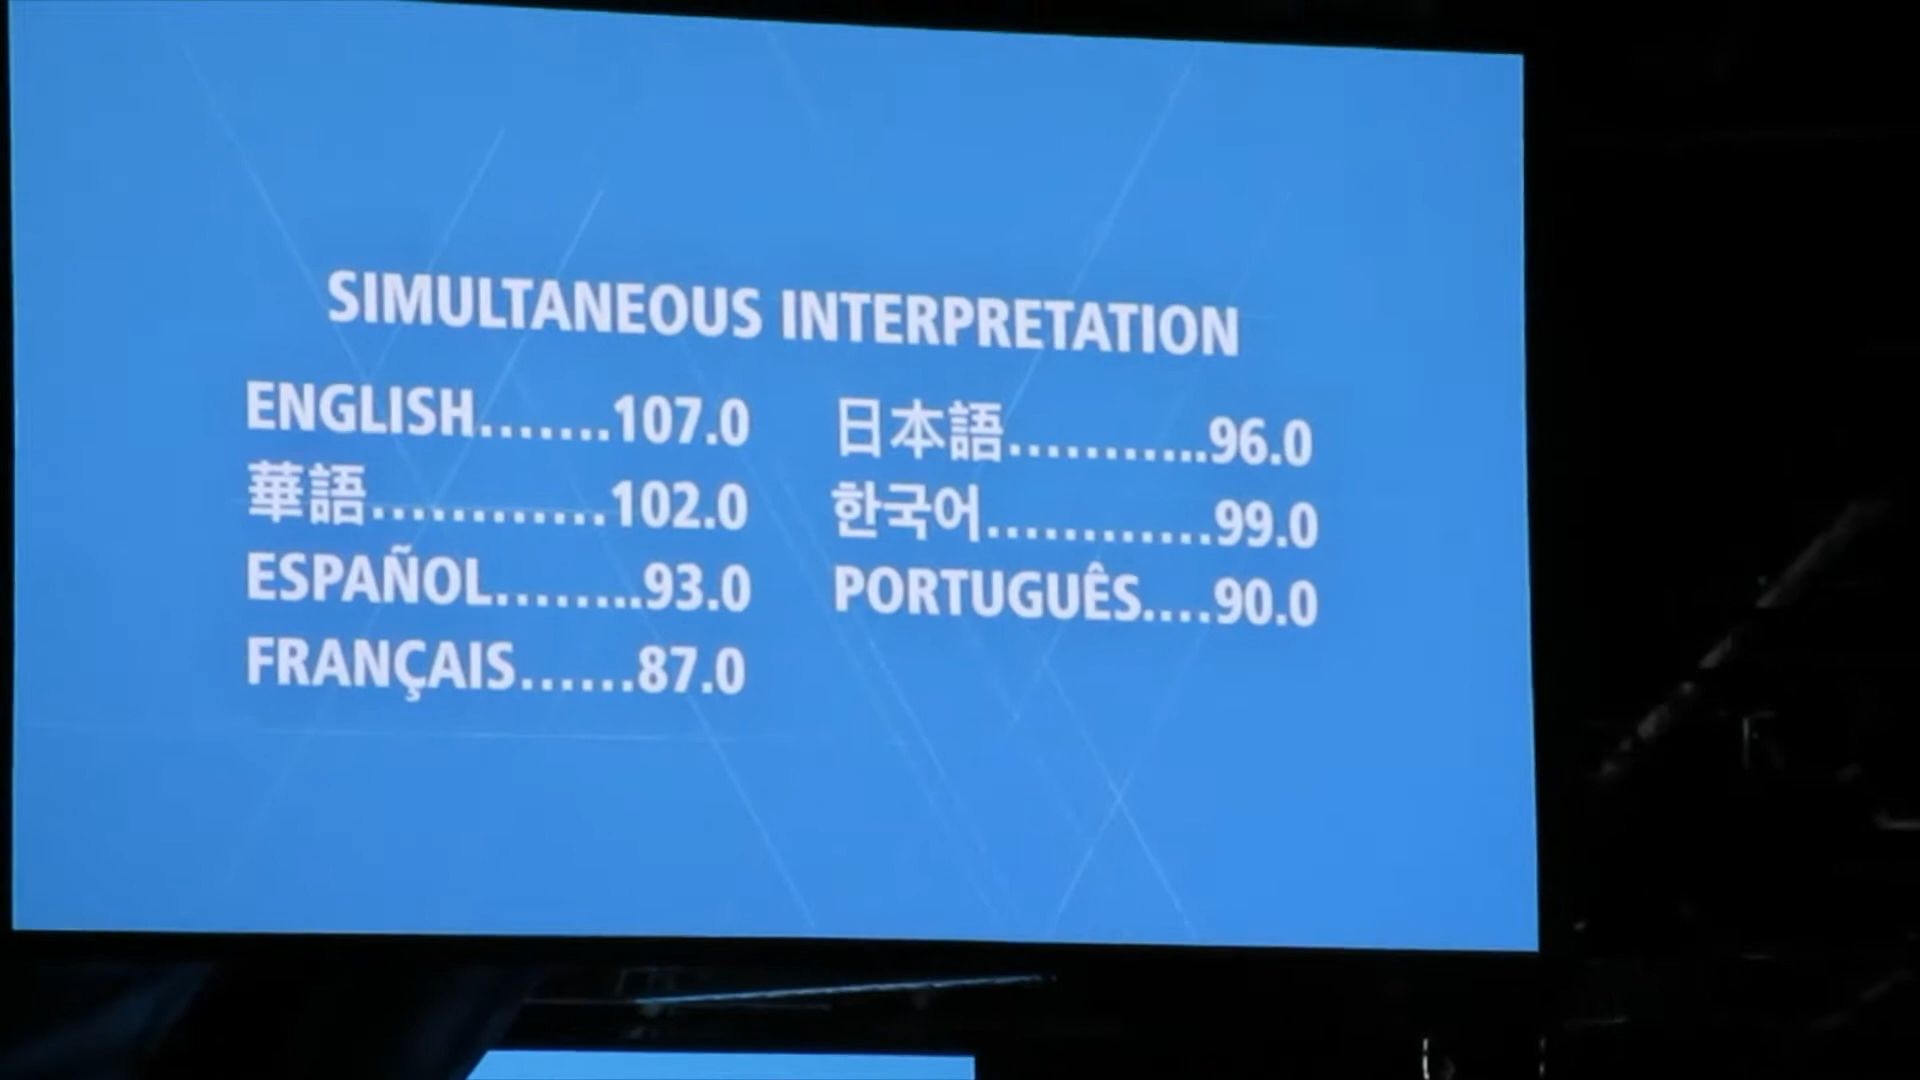 SIMULTANEOUS INTERPRETATION
ENGLISH.......107.0
華語............102.0
ESPAÑOL........93.0
FRANÇAIS......87.0
日本語...........96.0
한국어............99.0
PORTUGUÊS....90.0